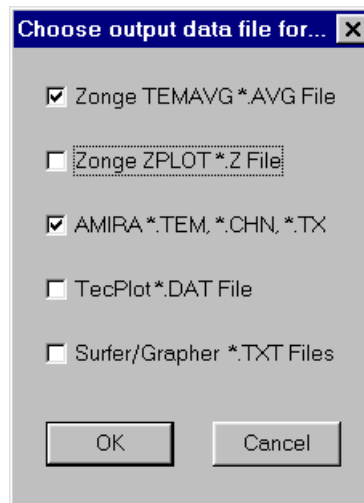 Choose output data file for...
Zonge TEMAVG *.AVG File
Zonge ZPLOT *.Z File
AMIRA *.TEM, *.CHN, *.TX
TecPlot *.DAT File
Surfer/Grapher *.TXT Files
OK
Cancel